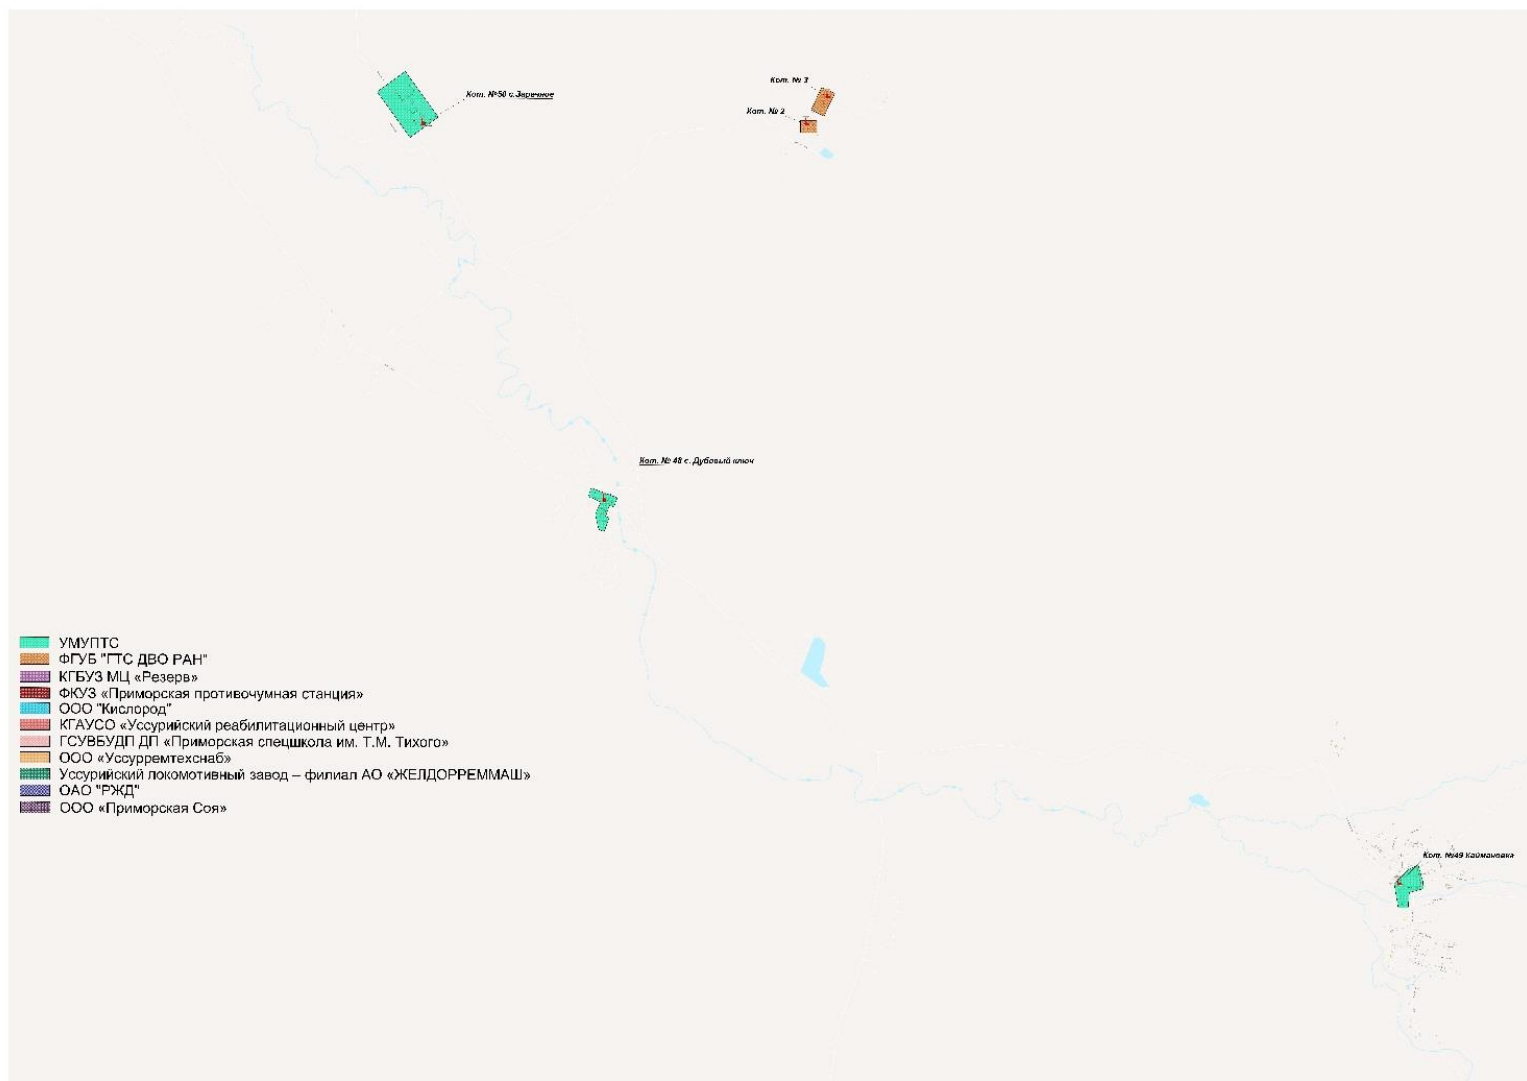 Кот. № 3
Кот. №50 с.Заречное
Кот. № 2
Кот. № 48 с. Дубовый ключ
УМУПТС
ФГУБ "ГТС ДВО РАН"
КГБУЗ МЦ «Резерв»
ФКУЗ «Приморская противочумная станция»
ООО "Кислород"
КГАУСО «Уссурийский реабилитационный центр»
ГСУВБУДП ДП «Приморская спецшкола им. Т.М. Тихого»
ООО «Уссурремтехснаб»
Уссурийский локомотивный завод – филиал АО «ЖЕЛДОРРЕММАШ»
ОАО "РЖД"
ООО «Приморская Соя»
Кот. №49 Каймановка